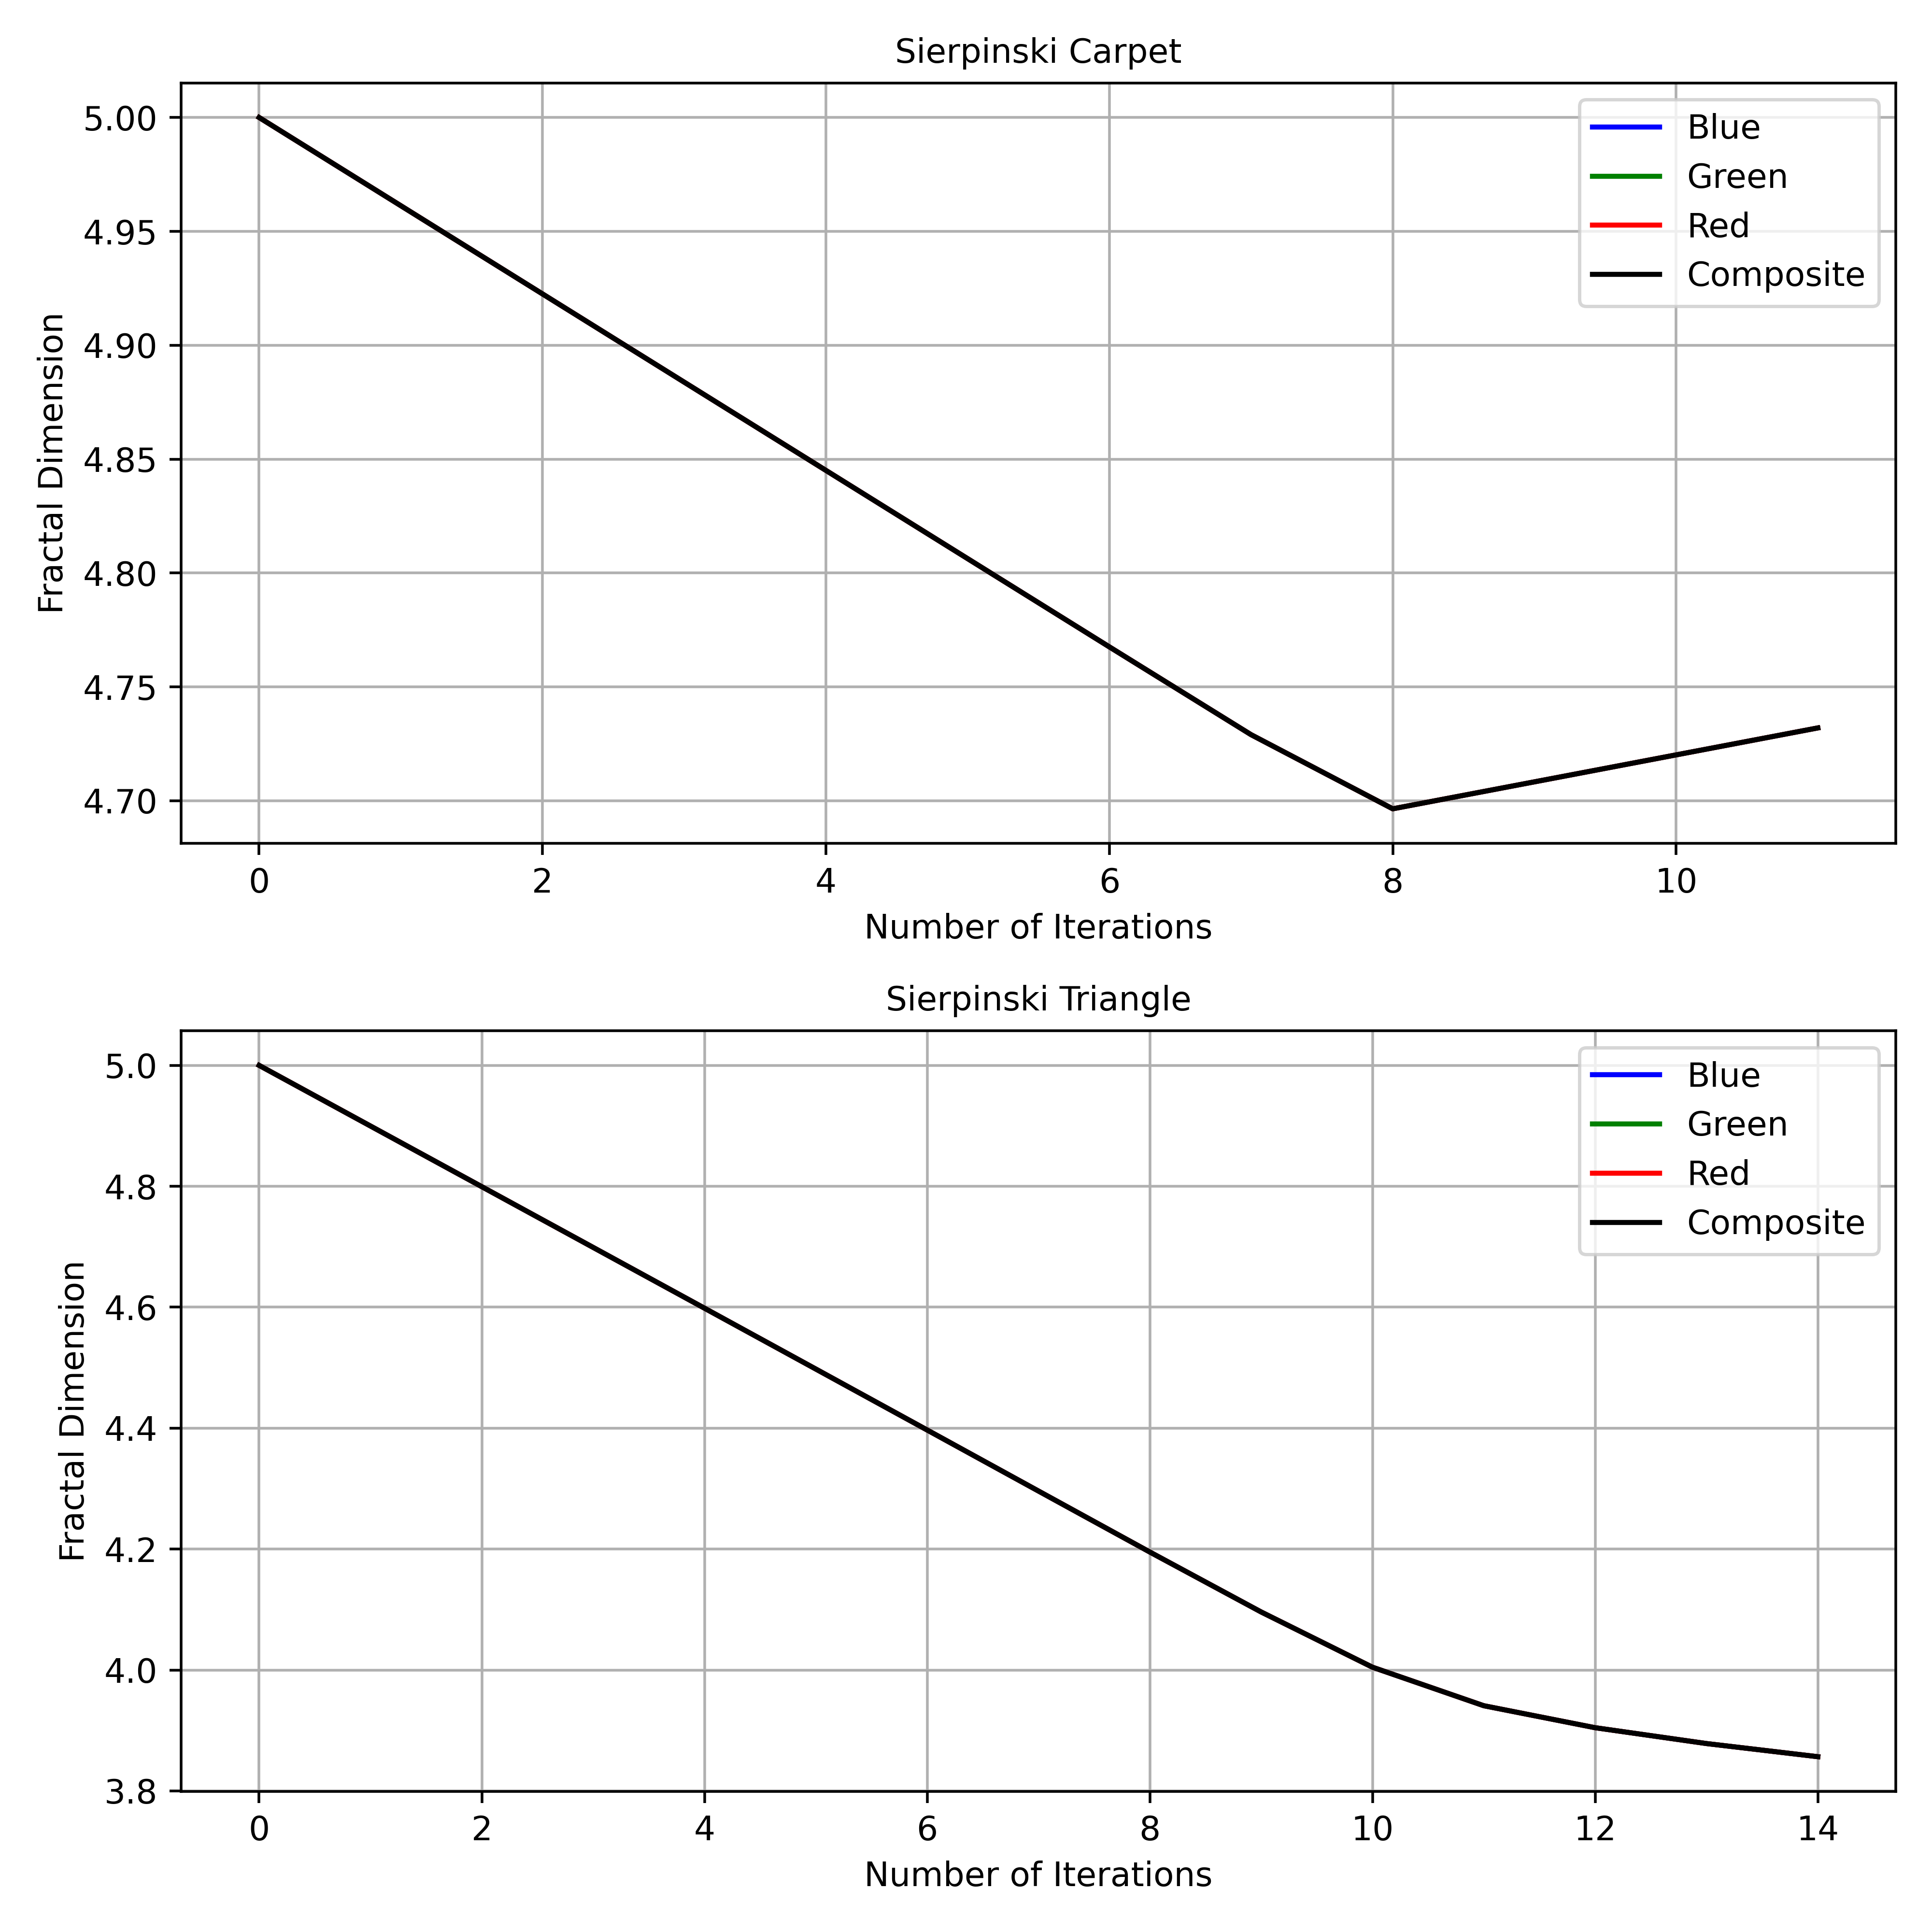 Sierpinski Carpet
5.00
4.95
4.90
4.85
4.80
4.75
4.70
Fractal Dimension
Blue
Green
Red
Composite
0 2 4 6 8 10
Number of Iterations
Sierpinski Triangle
5.0
4.8
4.6
4.4
4.2
4.0
3.8
Fractal Dimension
Blue
Green
Red
Composite
0 2 4 6 8 10 12 14
Number of Iterations